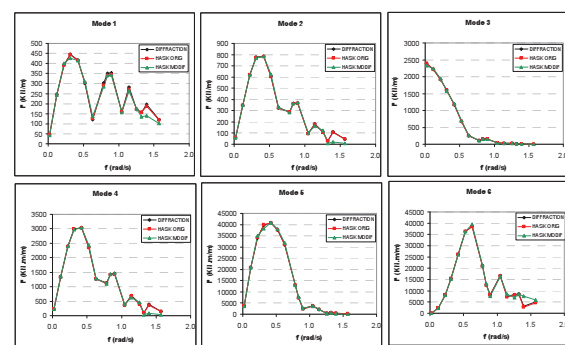 Mode 1
F (KN/m)
500
450
400
350
300
250
200
150
100
50
0
0.0 0.5 1.0 1.5 2.0
f (rad/s)
DIFFRACTION
HASK ORIG
HASK MODIF
Mode 2
F (KN/m)
900
800
700
600
500
400
300
200
100
0
0.0 0.5 1.0 1.5 2.0
f (rad/s)
DIFFRACTION
HASK ORIG
HASK MODIF
Mode 3
F (KN/m)
3000
2500
2000
1500
1000
500
0
0.0 0.5 1.0 1.5 2.0
f (rad/s)
DIFFRACTION
HASK ORIG
HASK MODIF
Mode 4
3500
3000
2500
2000
1500
1000
500
0
0.0 0.5 1.0 1.5 2.0
f (rad/s)
DIFFRACTION
HASK ORIG
HASK MODIF
Mode 5
45000
40000
35000
30000
25000
20000
15000
10000
5000
0
0.0 0.5 1.0 1.5 2.0
f (rad/s)
DIFFRACTION
HASK ORIG
HASK MODIF
Mode 6
45000
40000
35000
30000
25000
20000
15000
10000
5000
0
0.0 0.5 1.0 1.5 2.0
f (rad/s)
DIFFRACTION
HASK ORIG
HASK MODIF